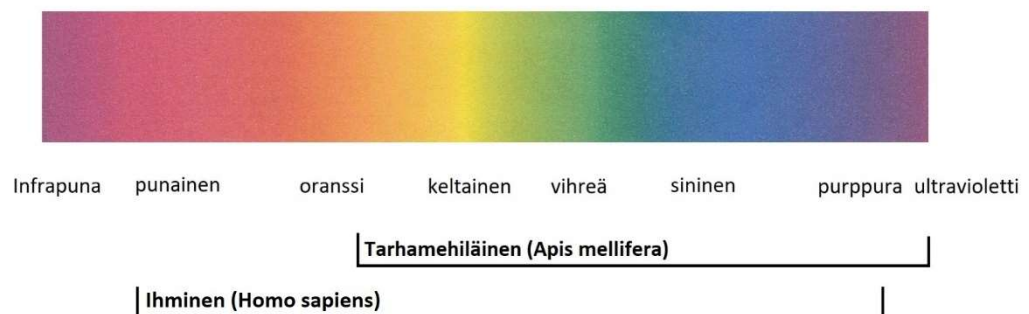 Infrapuna punainen oranssi keltainen vihreä sininen purppura ultravioletti
Tarhamehiläinen (Apis mellifera)
Ihminen (Homo sapiens)